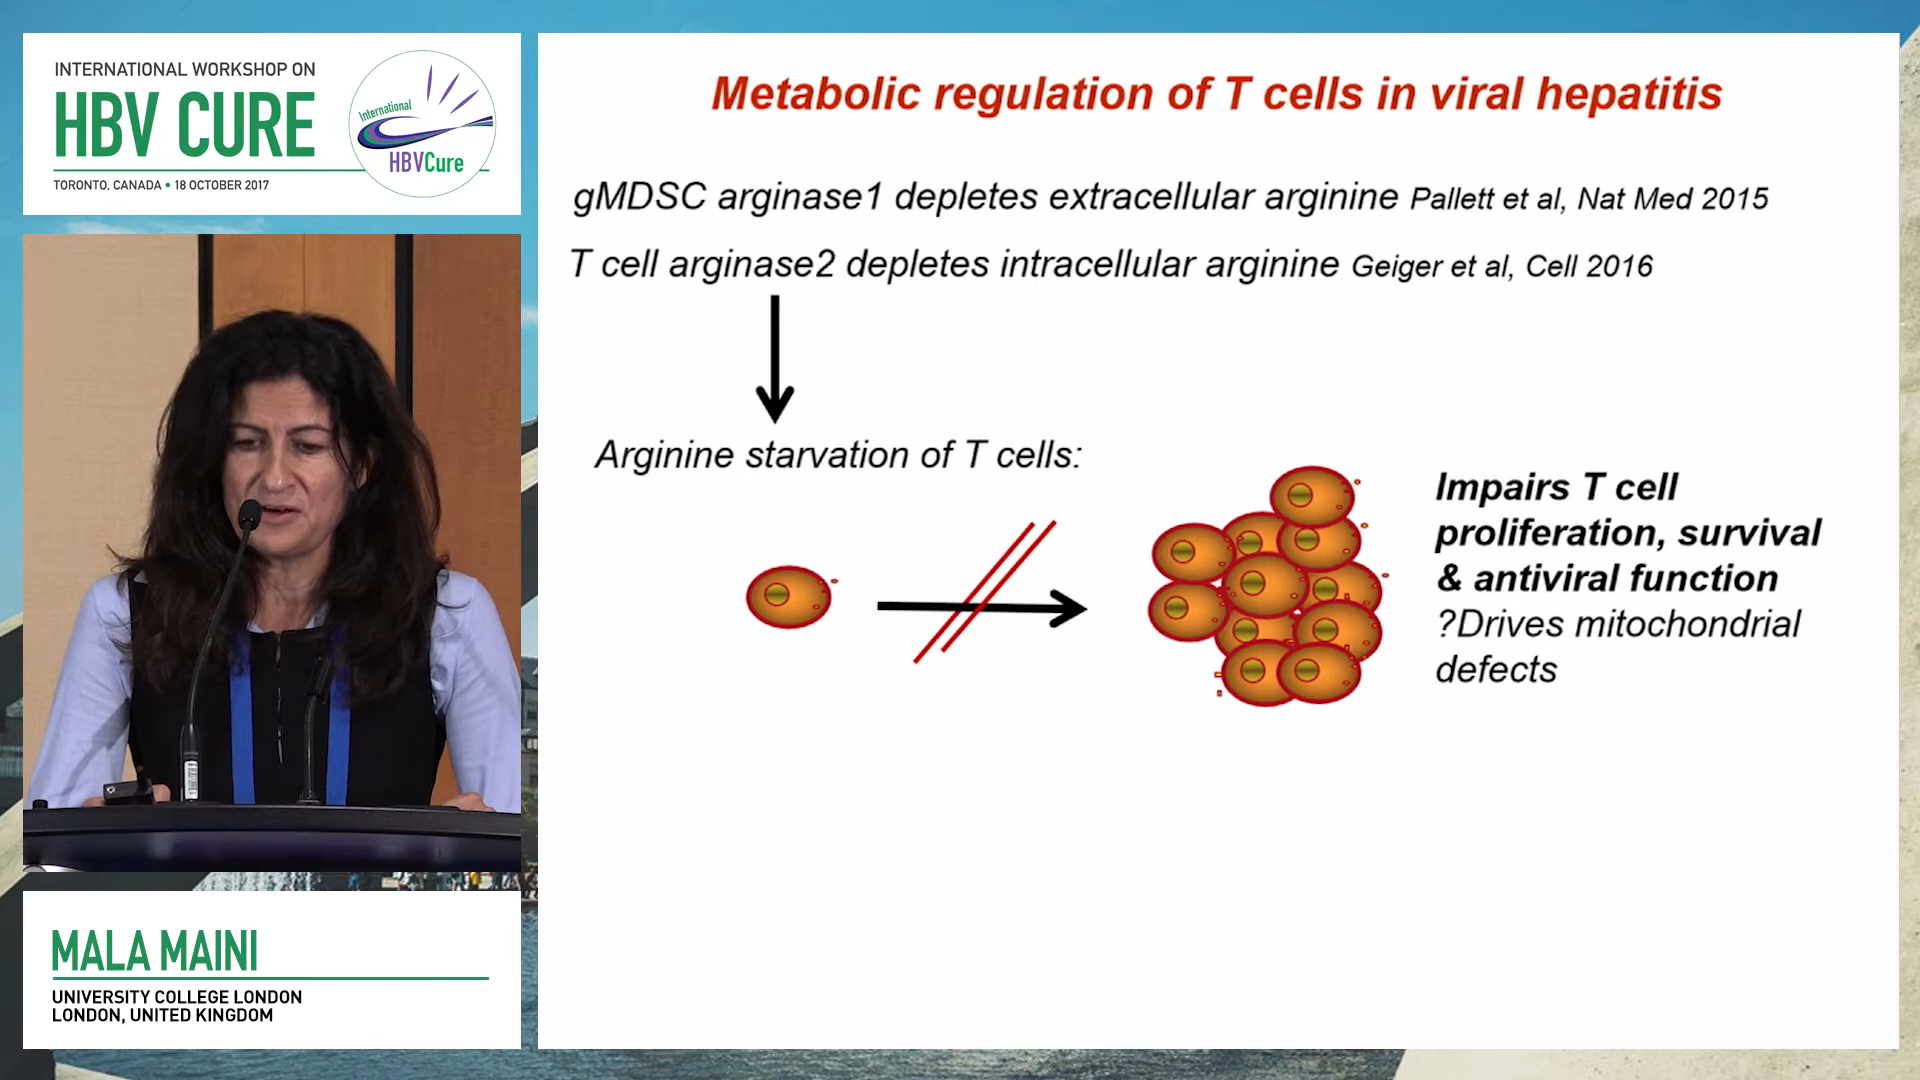 INTERNATIONAL WORKSHOP ON
HBV CURE
TORONTO, CANADA • 18 OCTOBER 2017
International
HBVCure
Metabolic regulation of T cells in viral hepatitis
gMDSC arginase1 depletes extracellular arginine Pallett et al, Nat Med 2015
T cell arginase2 depletes intracellular arginine Geiger et al, Cell 2016
Arginine starvation of T cells:
Impairs T cell
proliferation, survival
& antiviral function
?Drives mitochondrial
defects
MALA MAINI
UNIVERSITY COLLEGE LONDON
LONDON, UNITED KINGDOM